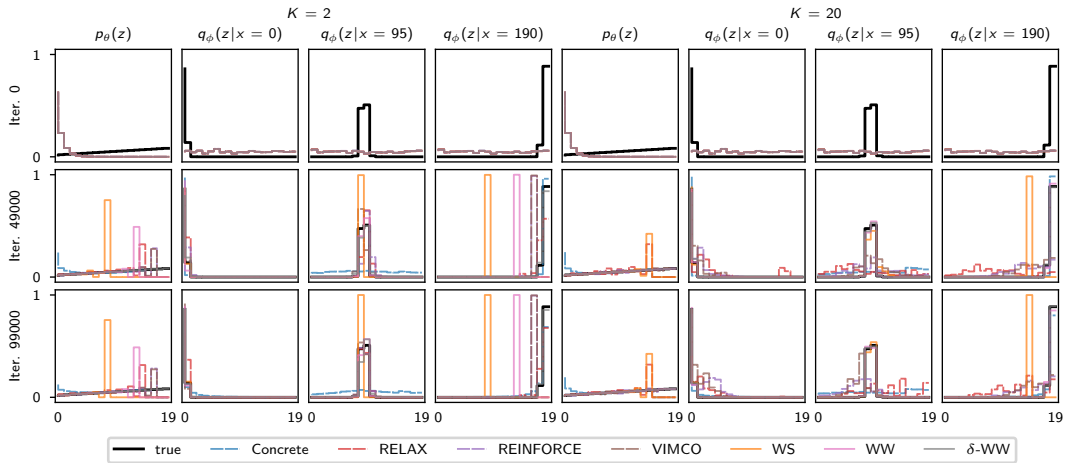 K = 2 K = 20
pθ(z) qϕ(z|x = 0) qϕ(z|x = 95) qϕ(z|x = 190) pθ(z) qϕ(z|x = 0) qϕ(z|x = 95) qϕ(z|x = 190)
1
Iter. 0
0
1
Iter. 49000
0
1
Iter. 99000
0
0 19 0 19 0 19 0 19 0 19 0 19 0 19 0 19
true Concrete RELAX REINFORCE VIMCO WS WW δ-WW